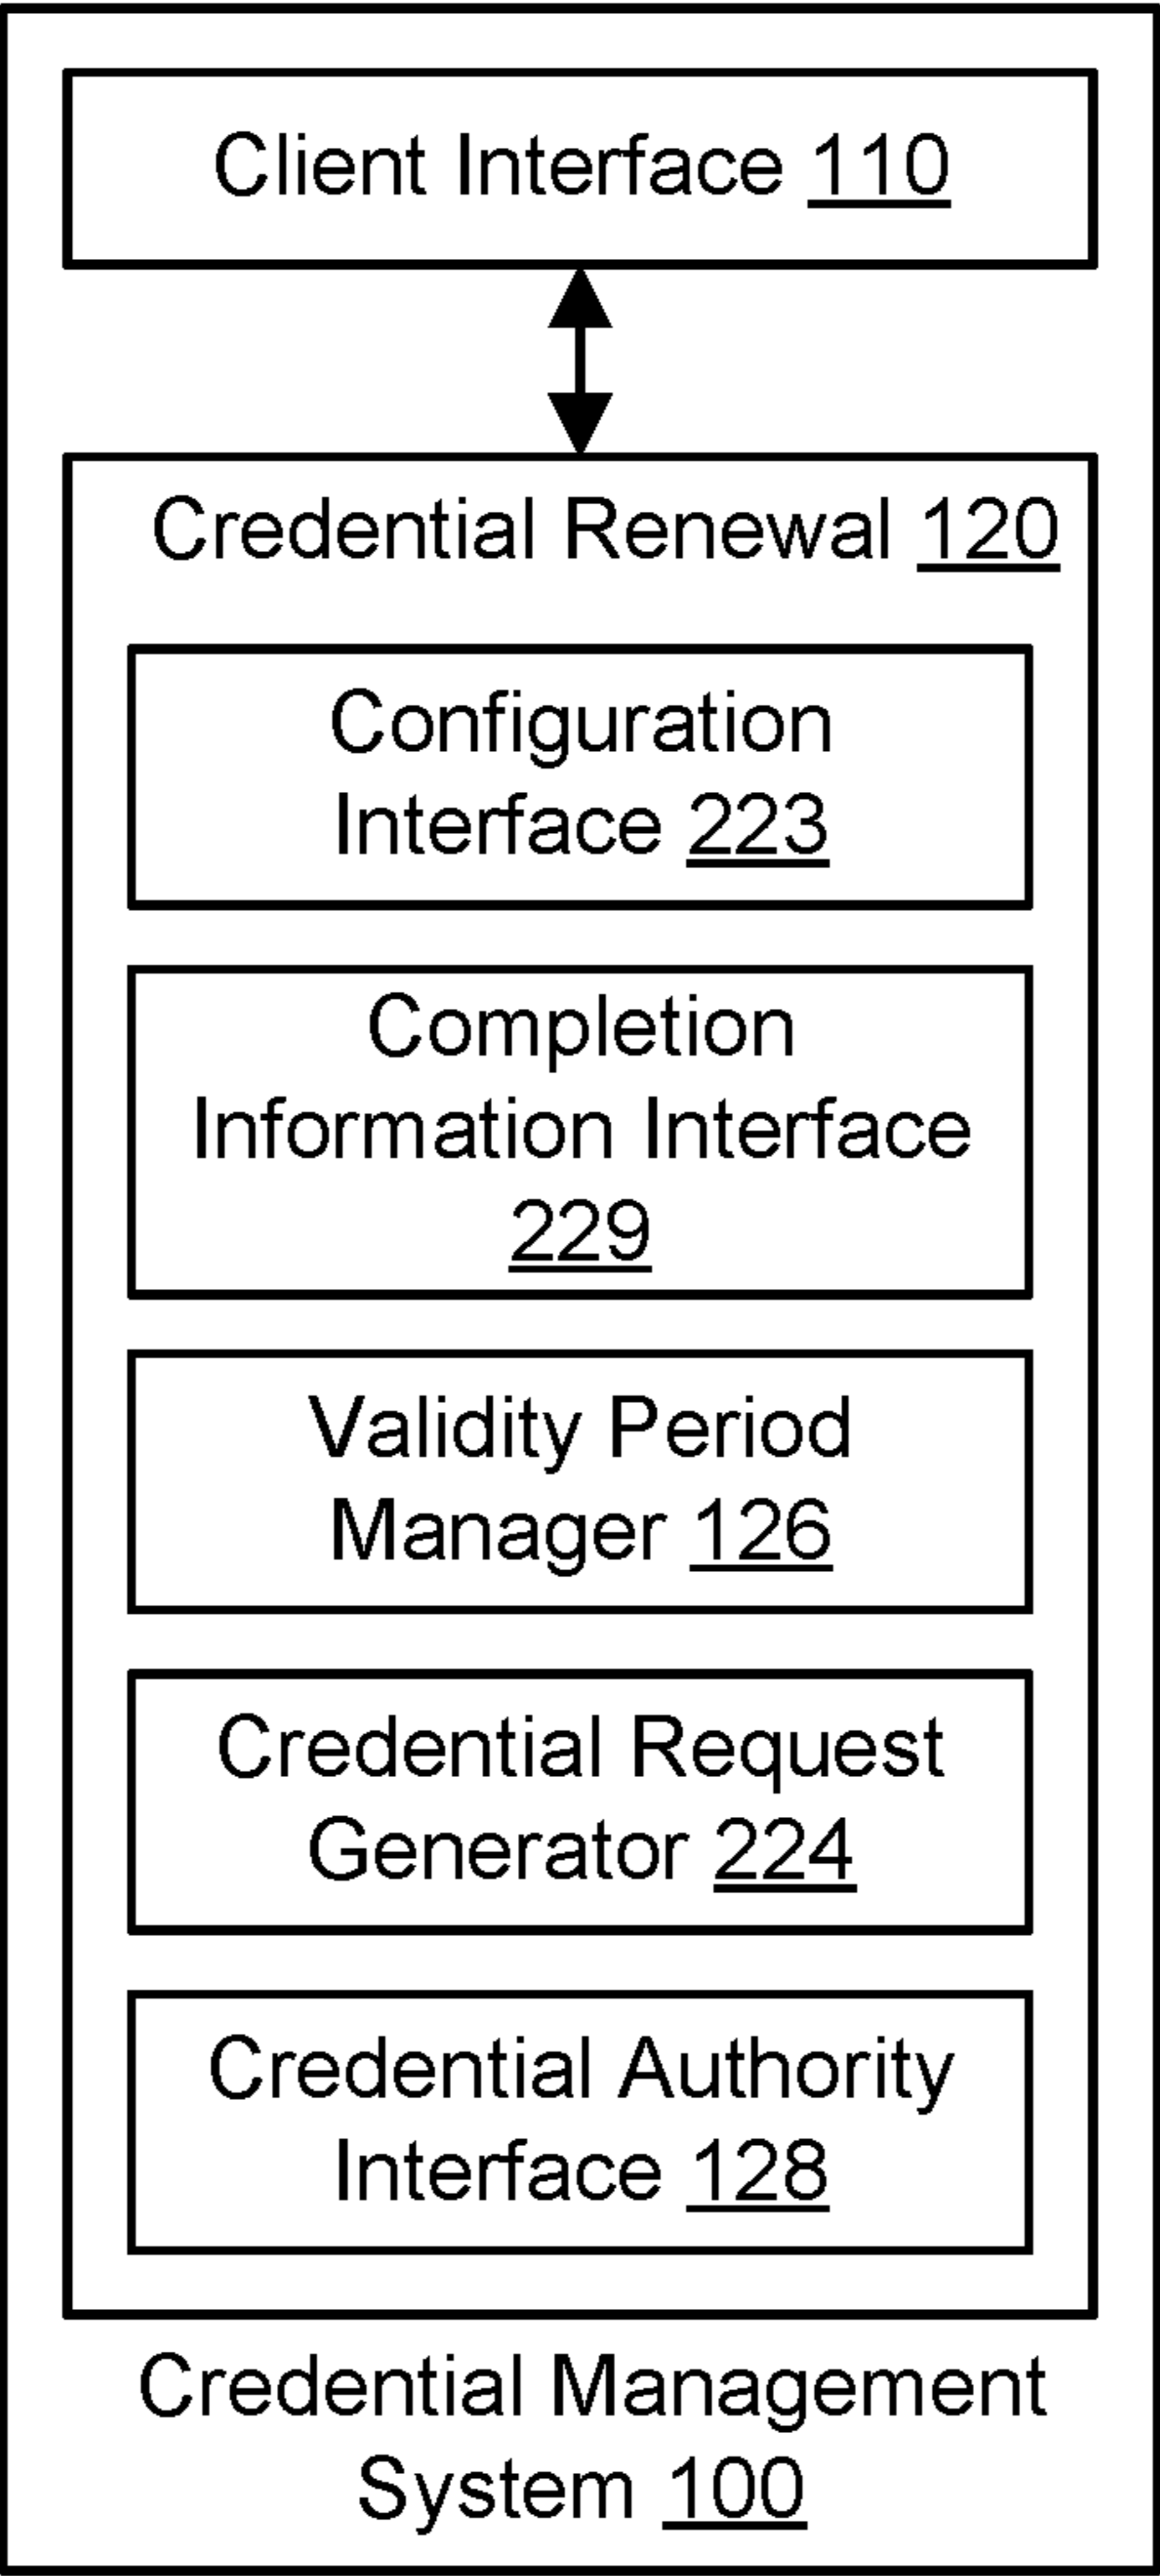 Client Interface 110
Credential Renewal 120
Configuration
Interface 223
Completion
Information Interface
229
Validity Period
Manager 126
Credential Request
Generator 224
Credential Authority
Interface 128
Credential Management
System 100